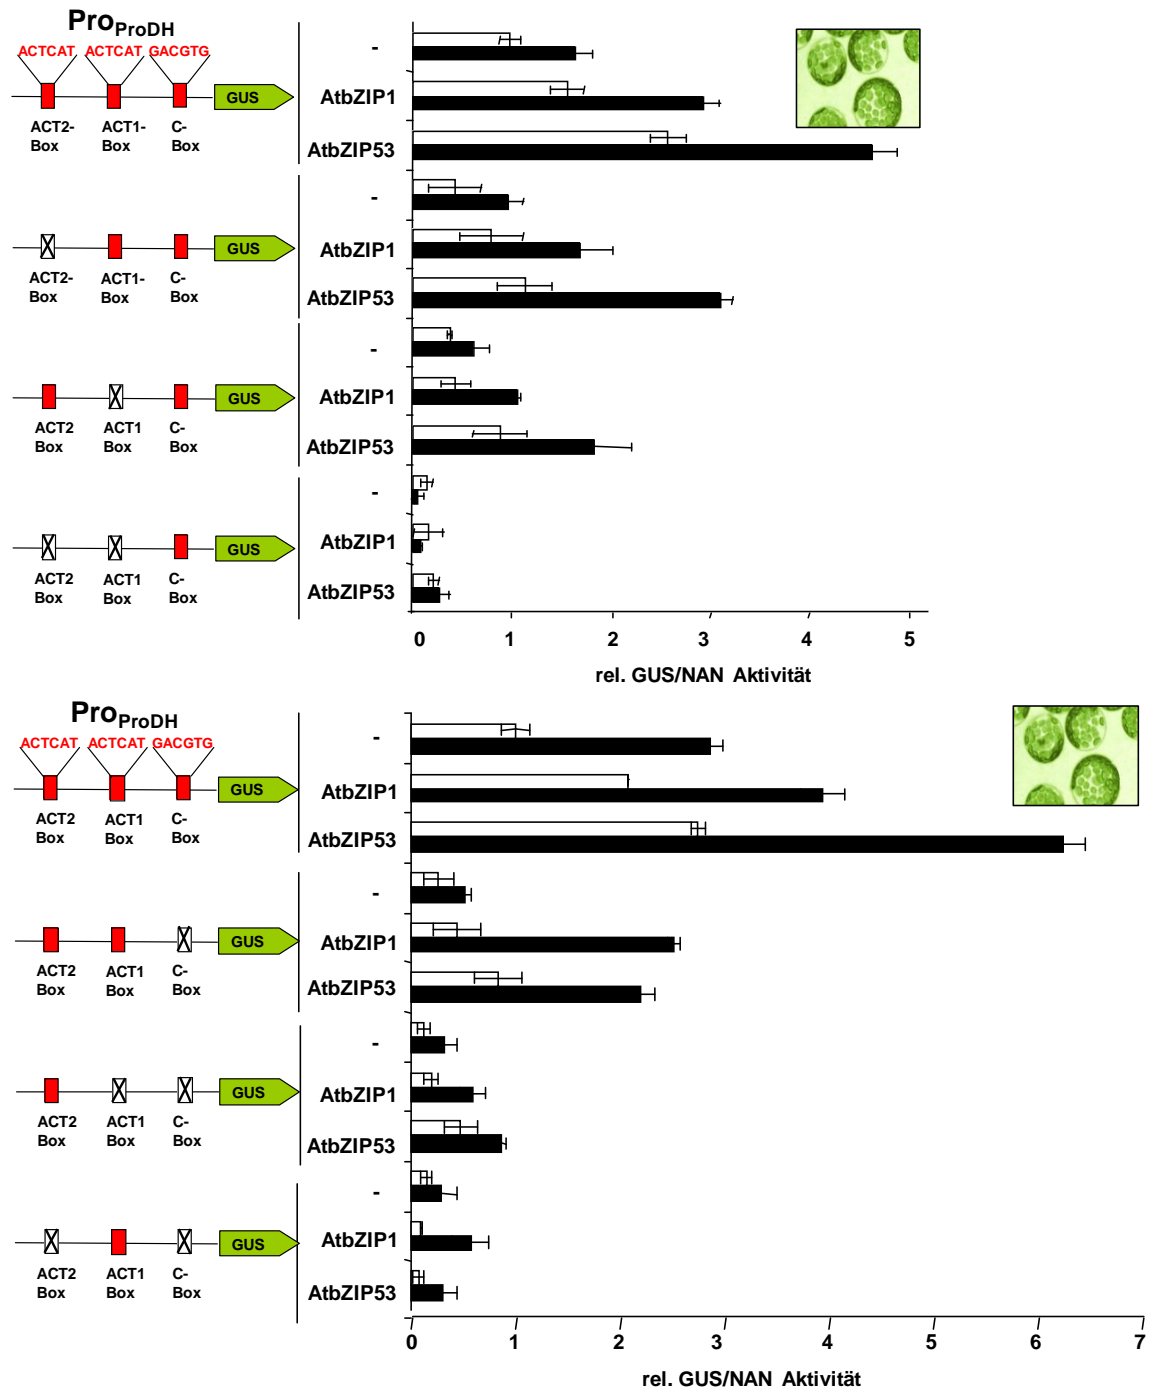 Pro ProDH
ACTCAT ACTCAT GACGTG
GUS
ACT2-
Box
ACT1-
Box
C-
Box
-
AtbZIP1
AtbZIP53
GUS
ACT2-
Box
ACT1-
Box
C-
Box
-
AtbZIP1
AtbZIP53
GUS
ACT2
Box
ACT1
Box
C-
Box
-
AtbZIP1
AtbZIP53
GUS
ACT2
Box
ACT1
Box
C-
Box
-
AtbZIP1
AtbZIP53
0 1 2 3 4 5
rel. GUS/NAN Aktivität
Pro ProDH
ACTCAT ACTCAT GACGTG
GUS
ACT2
Box
ACT1
Box
C-
Box
-
AtbZIP1
AtbZIP53
GUS
ACT2
Box
ACT1
Box
C-
Box
-
AtbZIP1
AtbZIP53
GUS
ACT2
Box
ACT1
Box
C-
Box
-
AtbZIP1
AtbZIP53
GUS
ACT2
Box
ACT1
Box
C-
Box
-
AtbZIP1
AtbZIP53
0 1 2 3 4 5 6 7
rel. GUS/NAN Aktivität